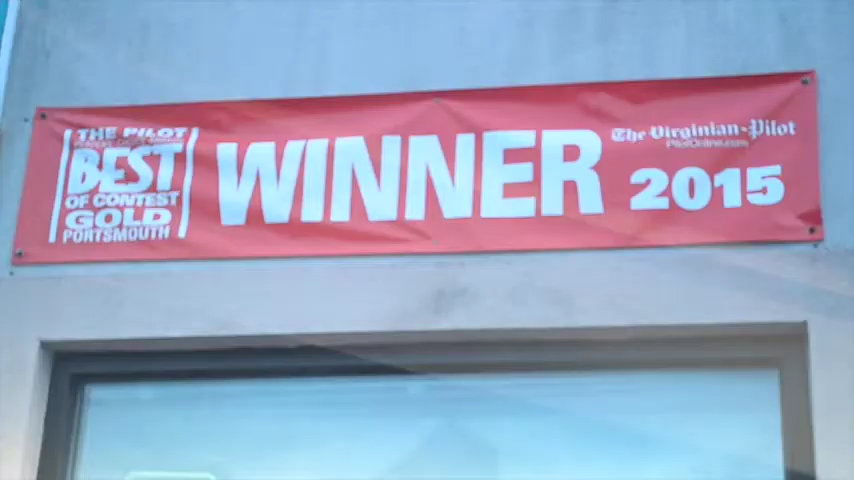 THE PILOT
BEST
OF CONTEST
GOLD
PORTSMOUTH
WINNER
The Virginian-Pilot
PilotOnline.com
2015